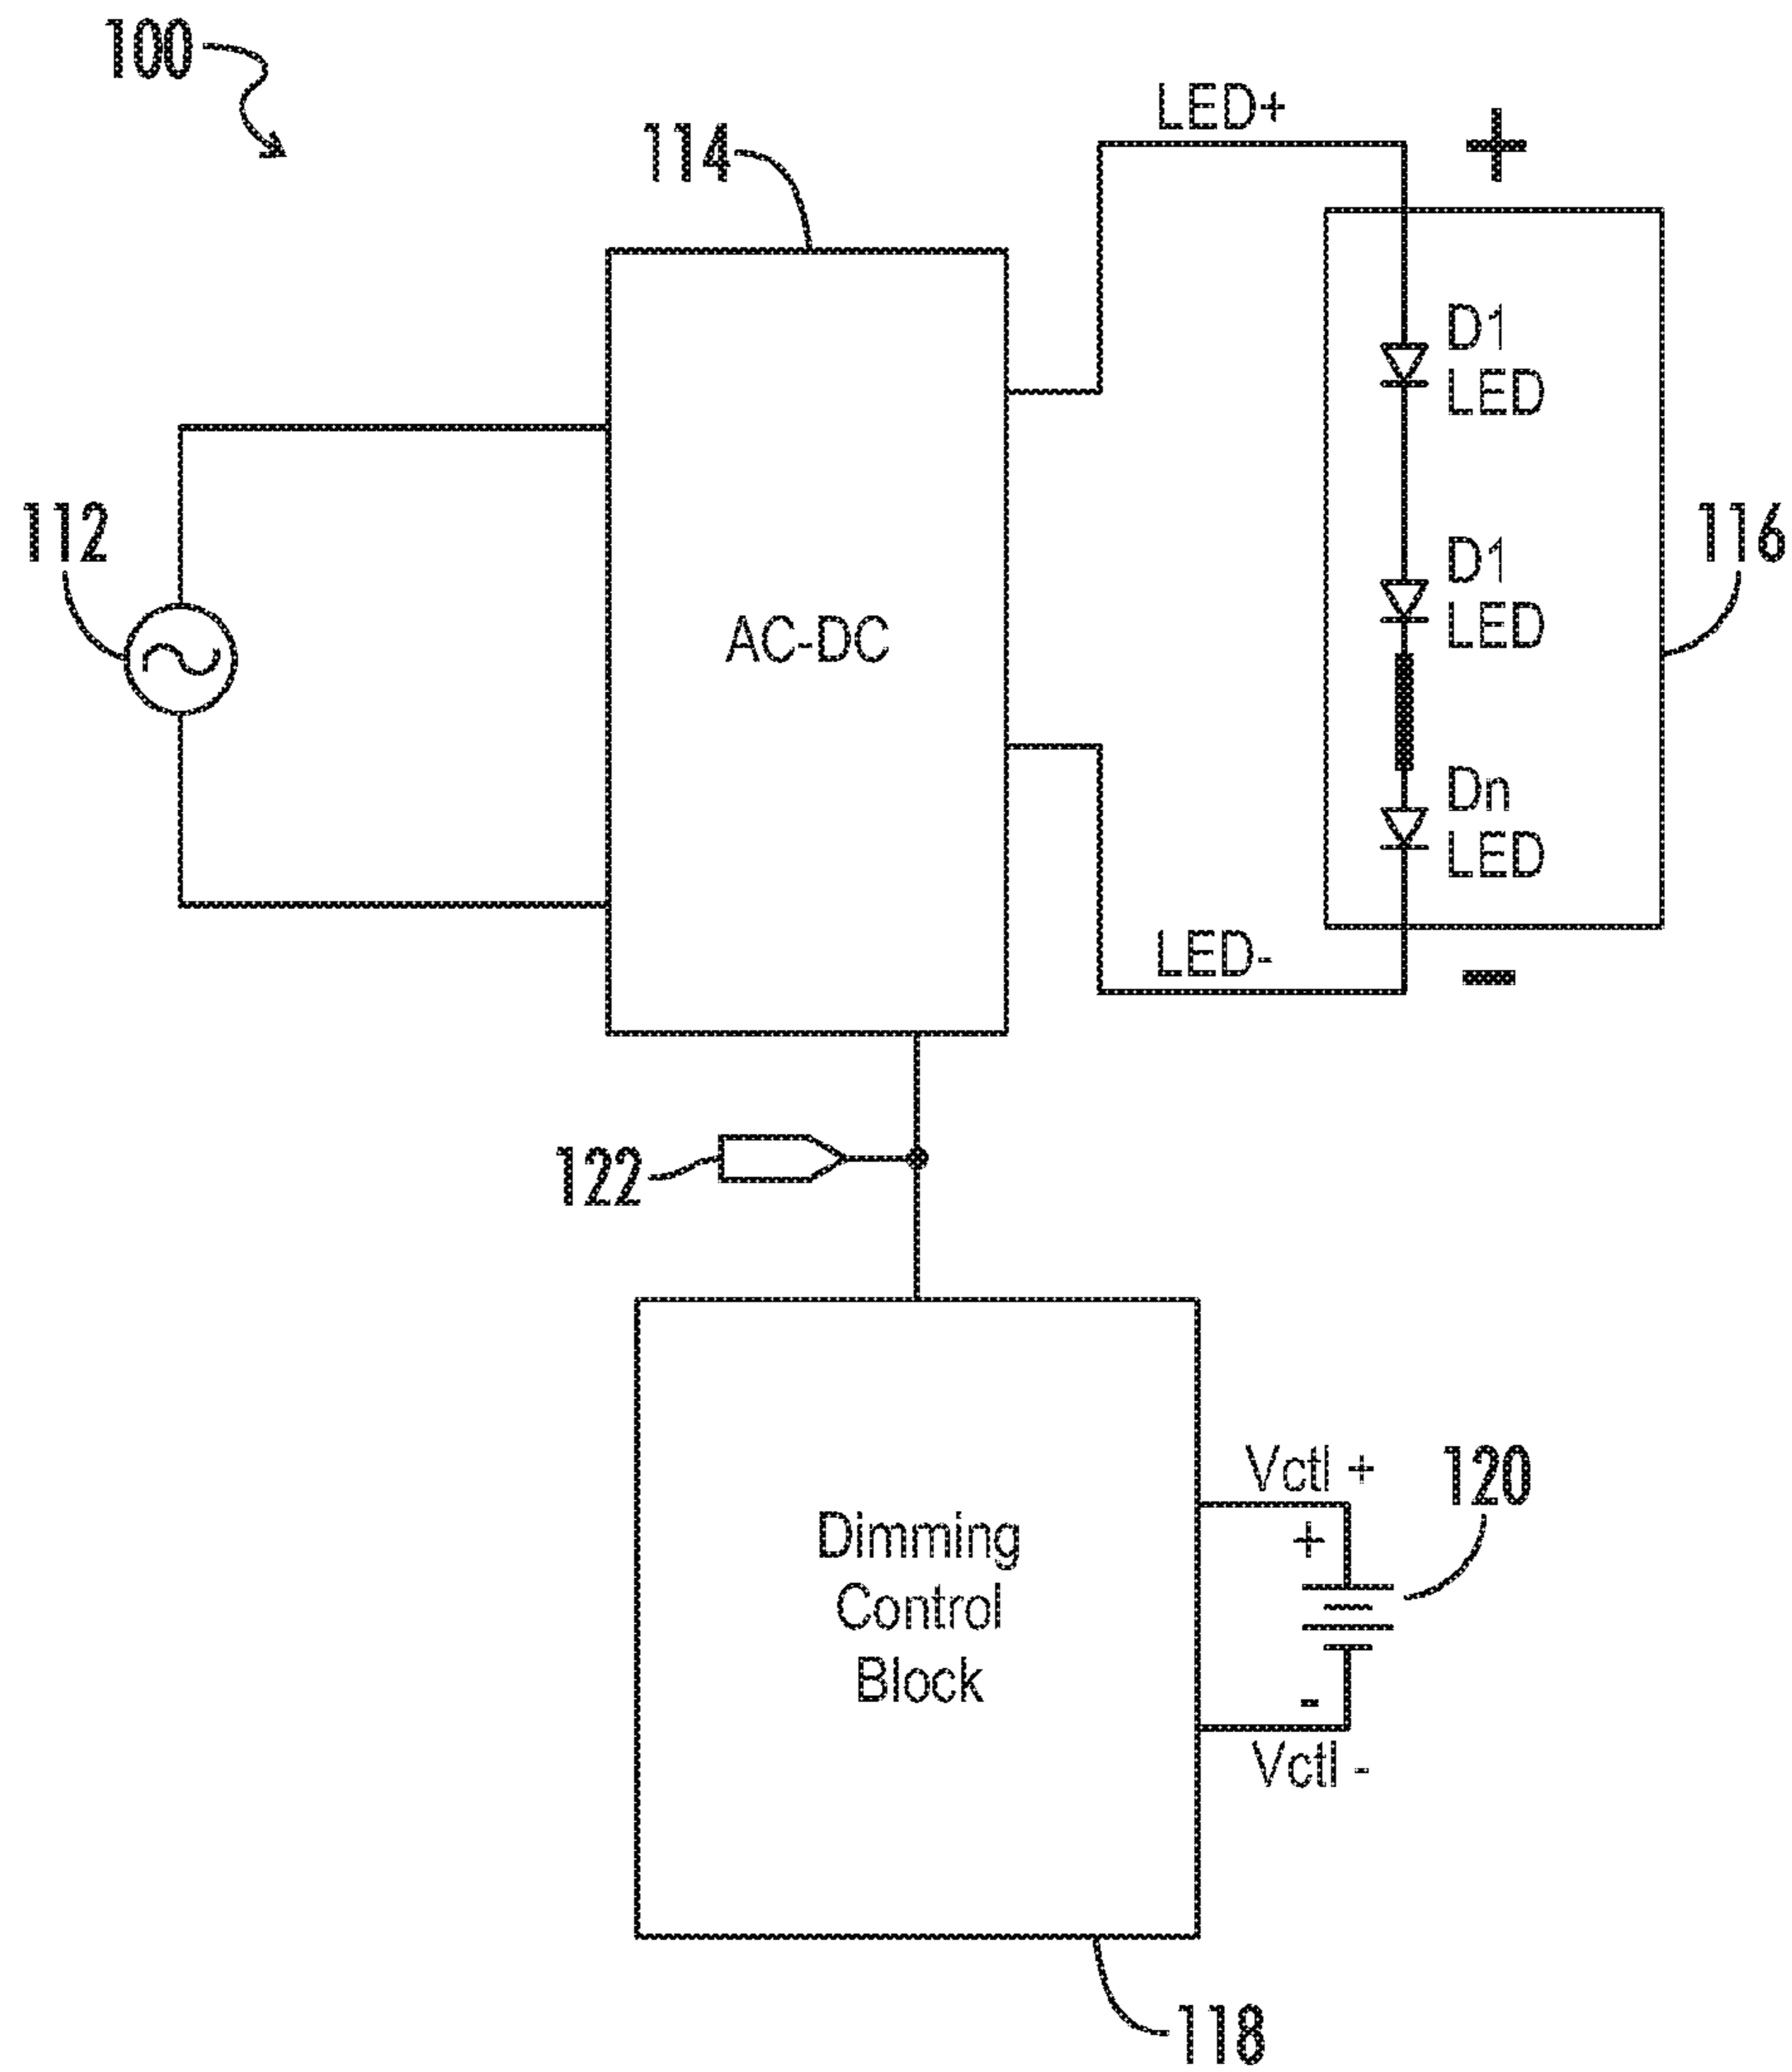 100
114
LED+
+
D1
LED
112
D1
LED
116
AC-DC
Dn
LED
LED-
-
122
Vctl +
120
+
Dimming
Control
Block
-
Vctl -
118